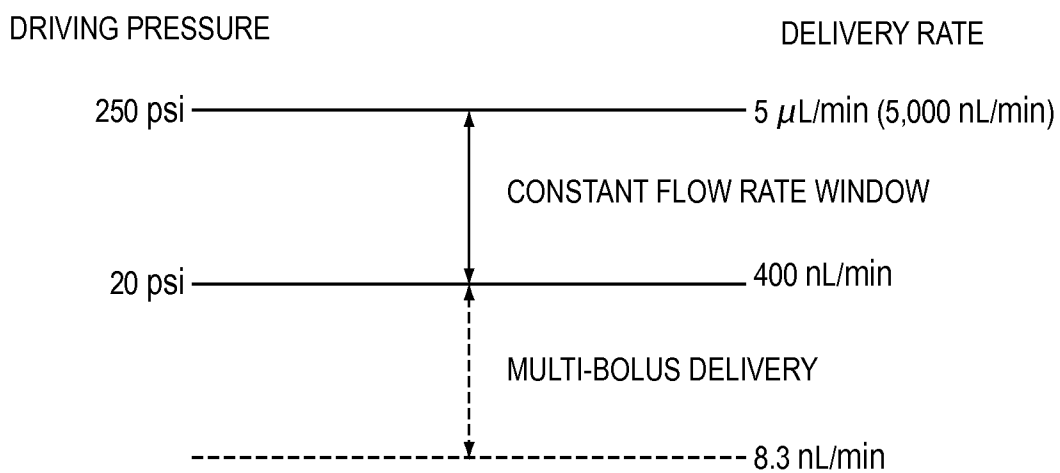 DRIVING PRESSURE
DELIVERY RATE
250 psi
5 μL/min (5,000 nL/min)
CONSTANT FLOW RATE WINDOW
20 psi
400 nL/min
MULTI-BOLUS DELIVERY
8.3 nL/min